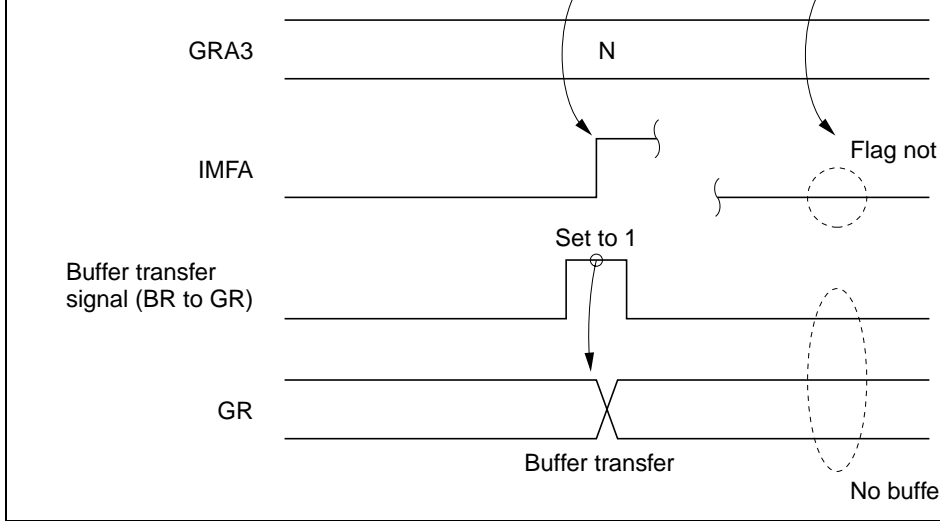 GRA3
N
IMFA
Flag not
Set to 1
Buffer transfer
signal (BR to GR)
GR
Buffer transfer
No buffe